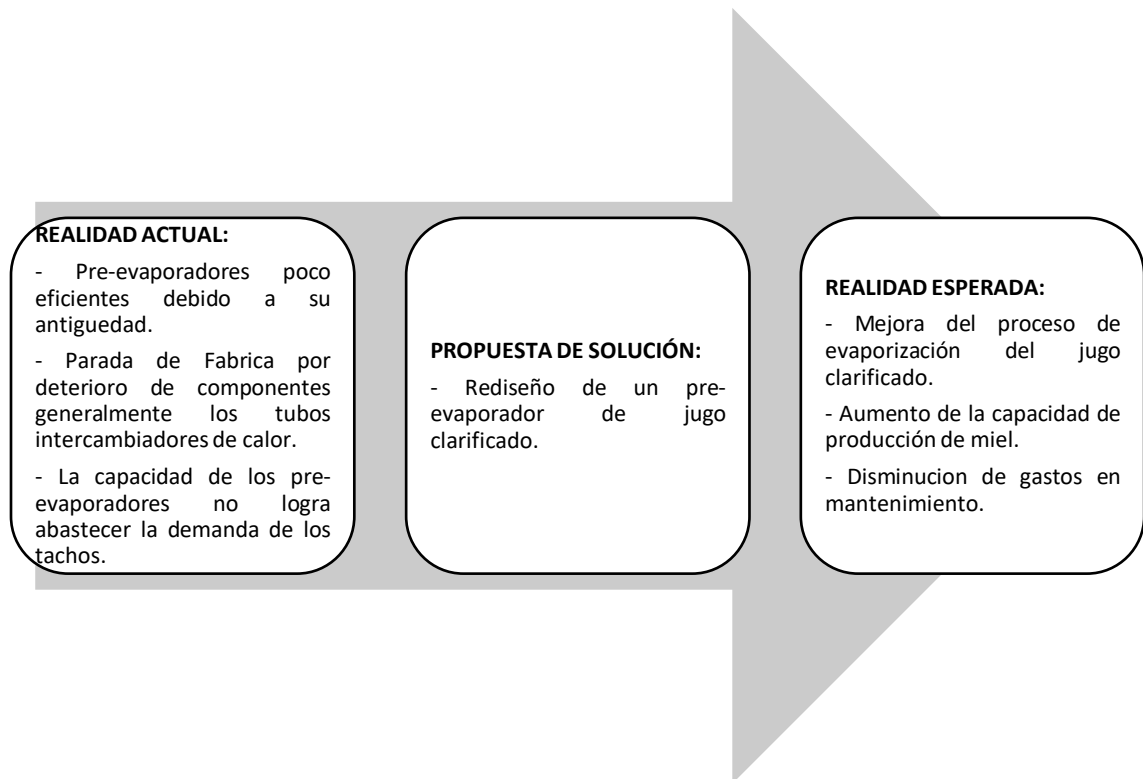 REALIDAD ACTUAL:
- Pre-evaporadores poco
eficientes debido a su
antiguedad.
- Parada de Fabrica por
deterioro de componentes
generalmente los tubos
intercambiadores de calor.
- La capacidad de los pre-
evaporadores no logra
abastecer la demanda de los
tachos.
PROPUESTA DE SOLUCIÓN:
- Rediseño de un pre-
evaporador de jugo
clarificado.
REALIDAD ESPERADA:
- Mejora del proceso de
evaporización del jugo
clarificado.
- Aumento de la capacidad de
producción de miel.
- Disminucion de gastos en
mantenimiento.